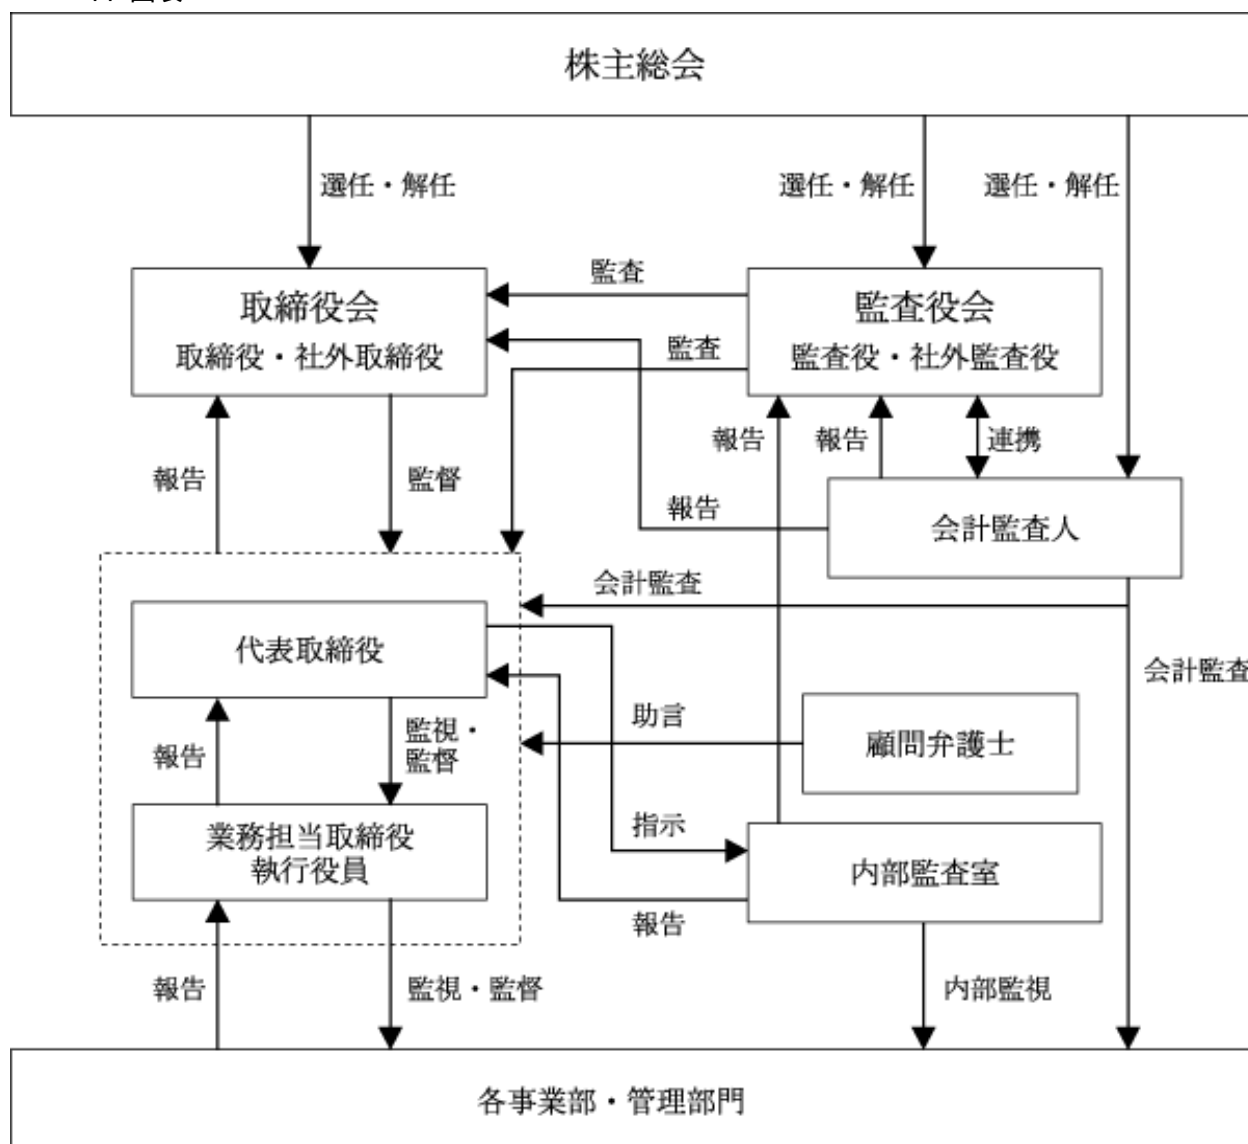 株主総会
選任・解任
選任・解任
選任・解任
取締役会
取締役・社外取締役
監査
監査
監査役会
監査役・社外監査役
報告
監督
報告
報告
連携
報告
会計監査人
会計監査
代表取締役
会計監査
報告
監視・
監督
助言
顧問弁護士
業務担当取締役
執行役員
指示
内部監査室
報告
報告
監視・監督
内部監視
各事業部・管理部門